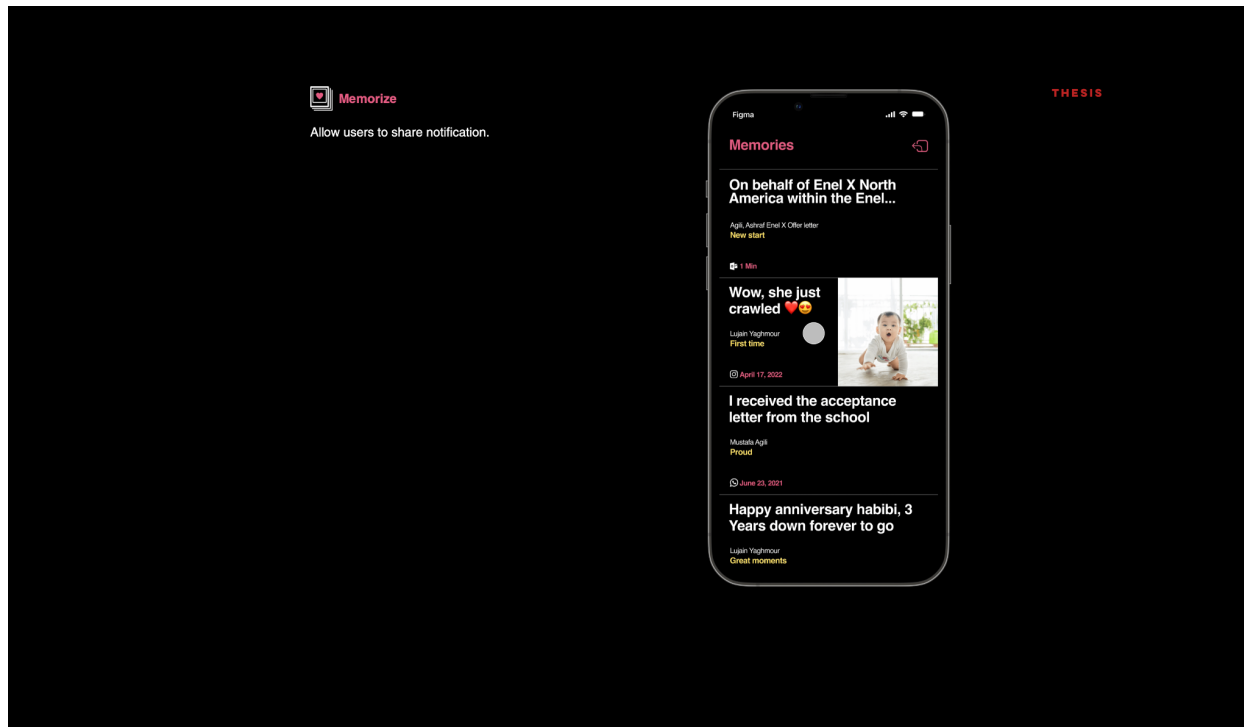 Memorize
Allow users to share notification.
THESIS
Figma
Memories
On behalf of Enel X North
America within the Enel...
Agili, Ashraf Enel X Offer letter
New start
1 Min
Wow, she just
crawled ❤️😍
Lujain Yaghmour
First time
April 17, 2022
I received the acceptance
letter from the school
Mustafa Agili
Proud
June 23, 2021
Happy anniversary habibi, 3
Years down forever to go
Lujain Yaghmour
Great moments